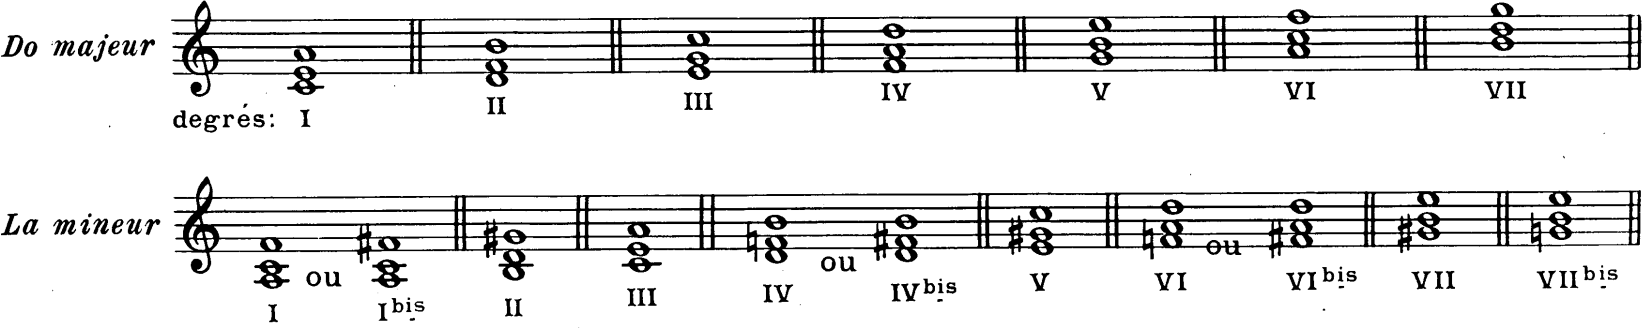 Do majeur
degrés: I II III IV V VI VII
La mineur
ou ou ou
I I bis II III IV IV bis V VI VI bis VII VII bis